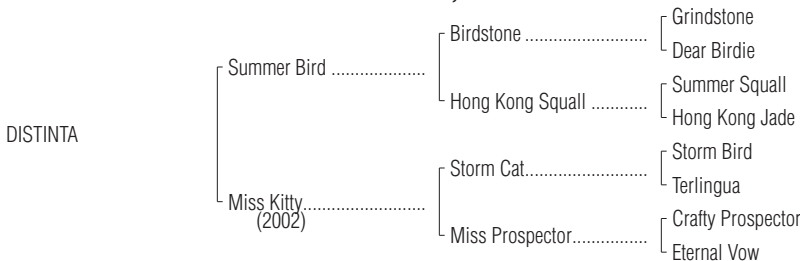 Grindstone
Birdstone ............................
Dear Birdie
Summer Bird .....................
Summer Squall
Hong Kong Squall .............
Hong Kong Jade
DISTINTA
Storm Bird
Storm Cat............................
Terlingua
Miss Kitty............................
(2002)
Crafty Prospector
Miss Prospector.................
Eternal Vow